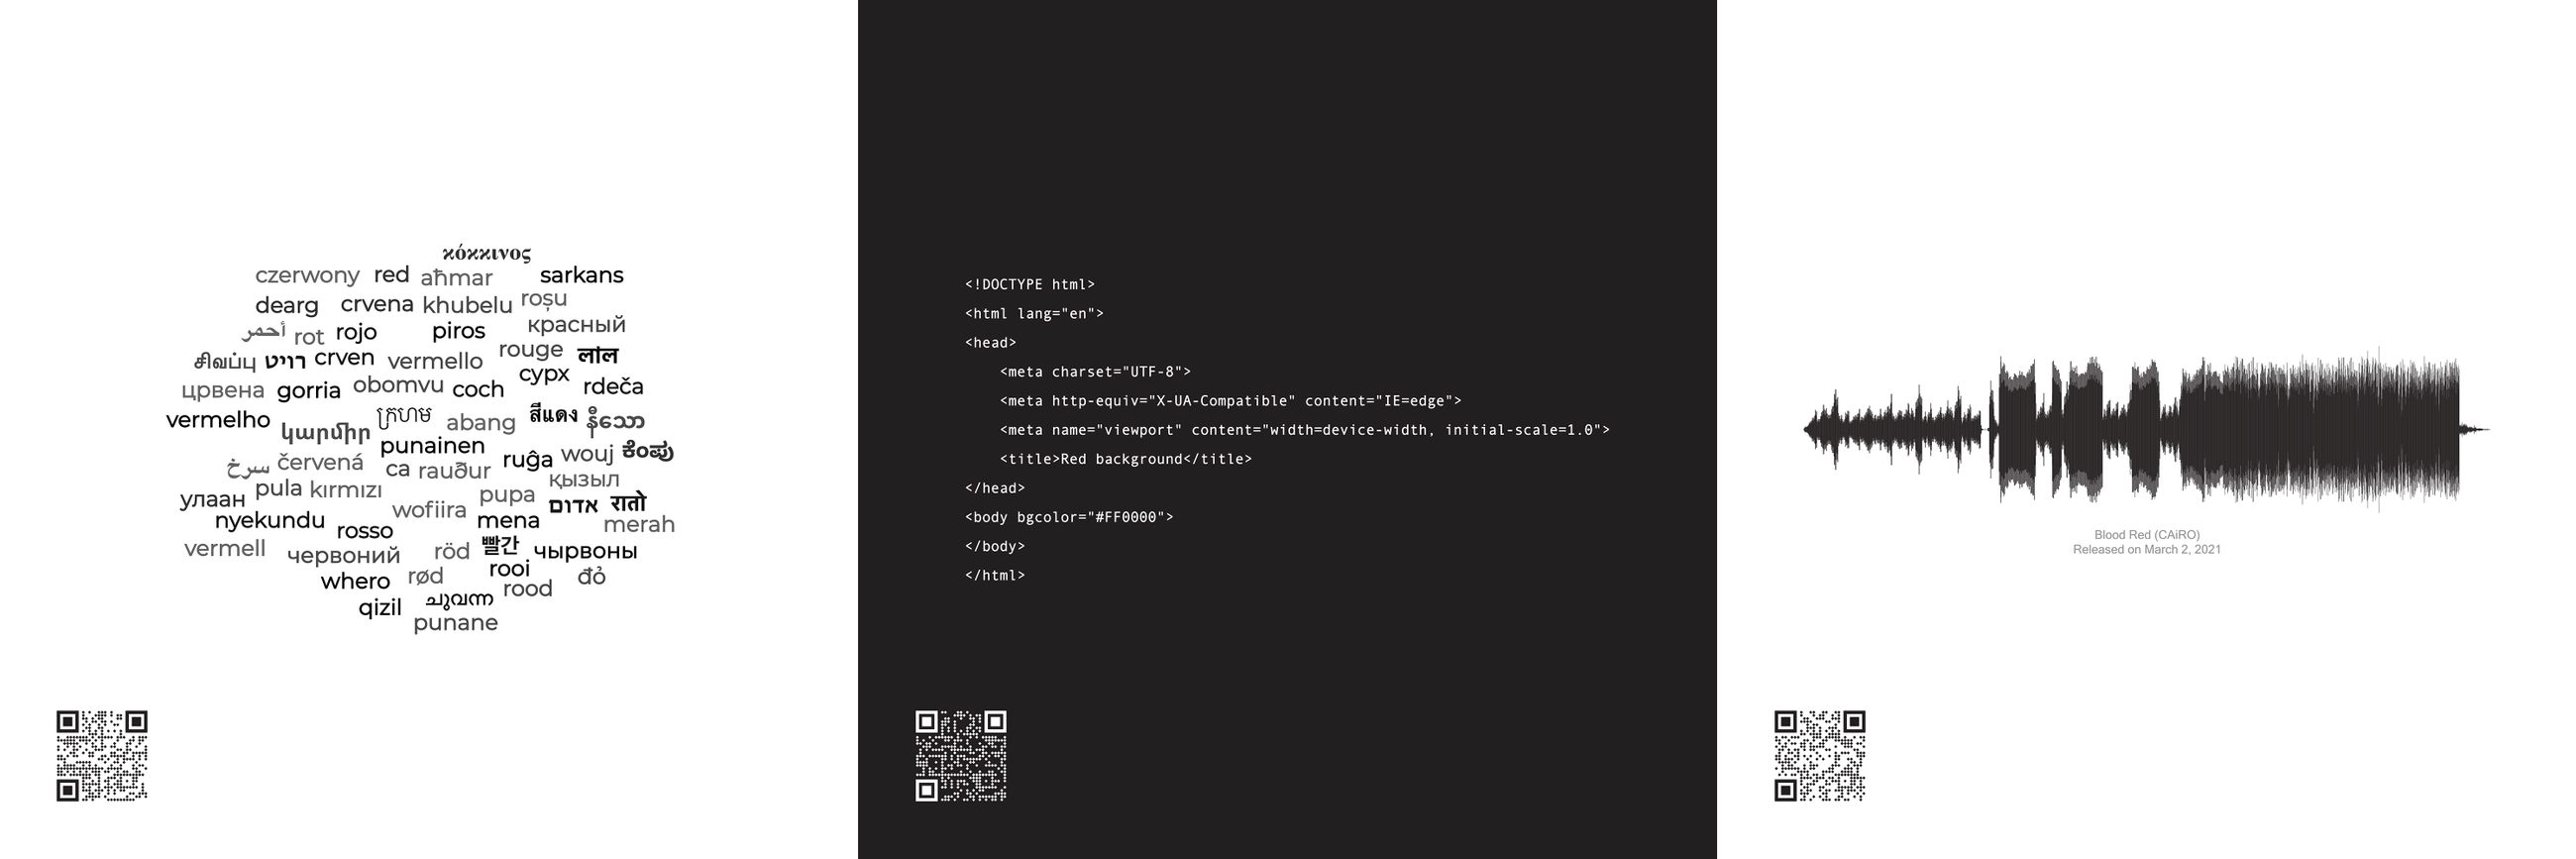 κόκκινος
czerwony red aħmar sarkans
dearg crvena khubelu roșu
أحمر rot rojo piros красный
சிவப்பு רויט crven vermello rouge लाल
црвена gorria obomvu coch сурх rdeča
vermelho կարմիր ក្រហម abang สีแดง နီသော
punainen
سرخ červená ca rauður ruĝa wouj ಕೆಂಪು
улаан pula kırmızı pupa қызыл
nyekundu rosso wofiira mena אדום रातो merah
vermell червоний röd 빨간 чырвоны
whero rød rooi đỏ
qizil ചുവന്ന rood
punane
<!DOCTYPE html>
<html lang="en">
<head>
<meta charset="UTF-8">
<meta http-equiv="X-UA-Compatible" content="IE=edge">
<meta name="viewport" content="width=device-width, initial-scale=1.0">
<title>Red background</title>
</head>
<body bgcolor="#FF0000">
</body>
</html>
Blood Red (CAiRO)
Released on March 2, 2021